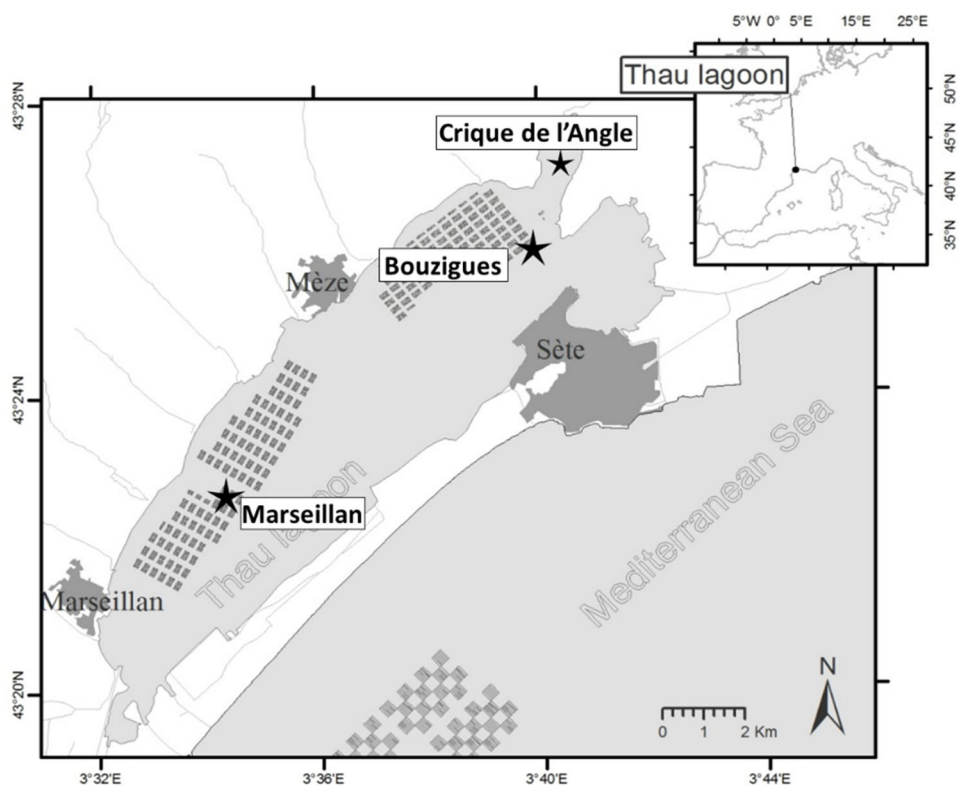 5°W 0° 5°E 15°E 25°E
Thau lagoon
50°N
45°N
40°N
35°N
43°28'N
Crique de l'Angle
Bouzigues
Mèze
Sète
43°24'N
Marseillan
Thau lagoon
Mediterranean Sea
Marseillan
43°20'N
N
0 1 2 Km
3°32'E 3°36'E 3°40'E 3°44'E